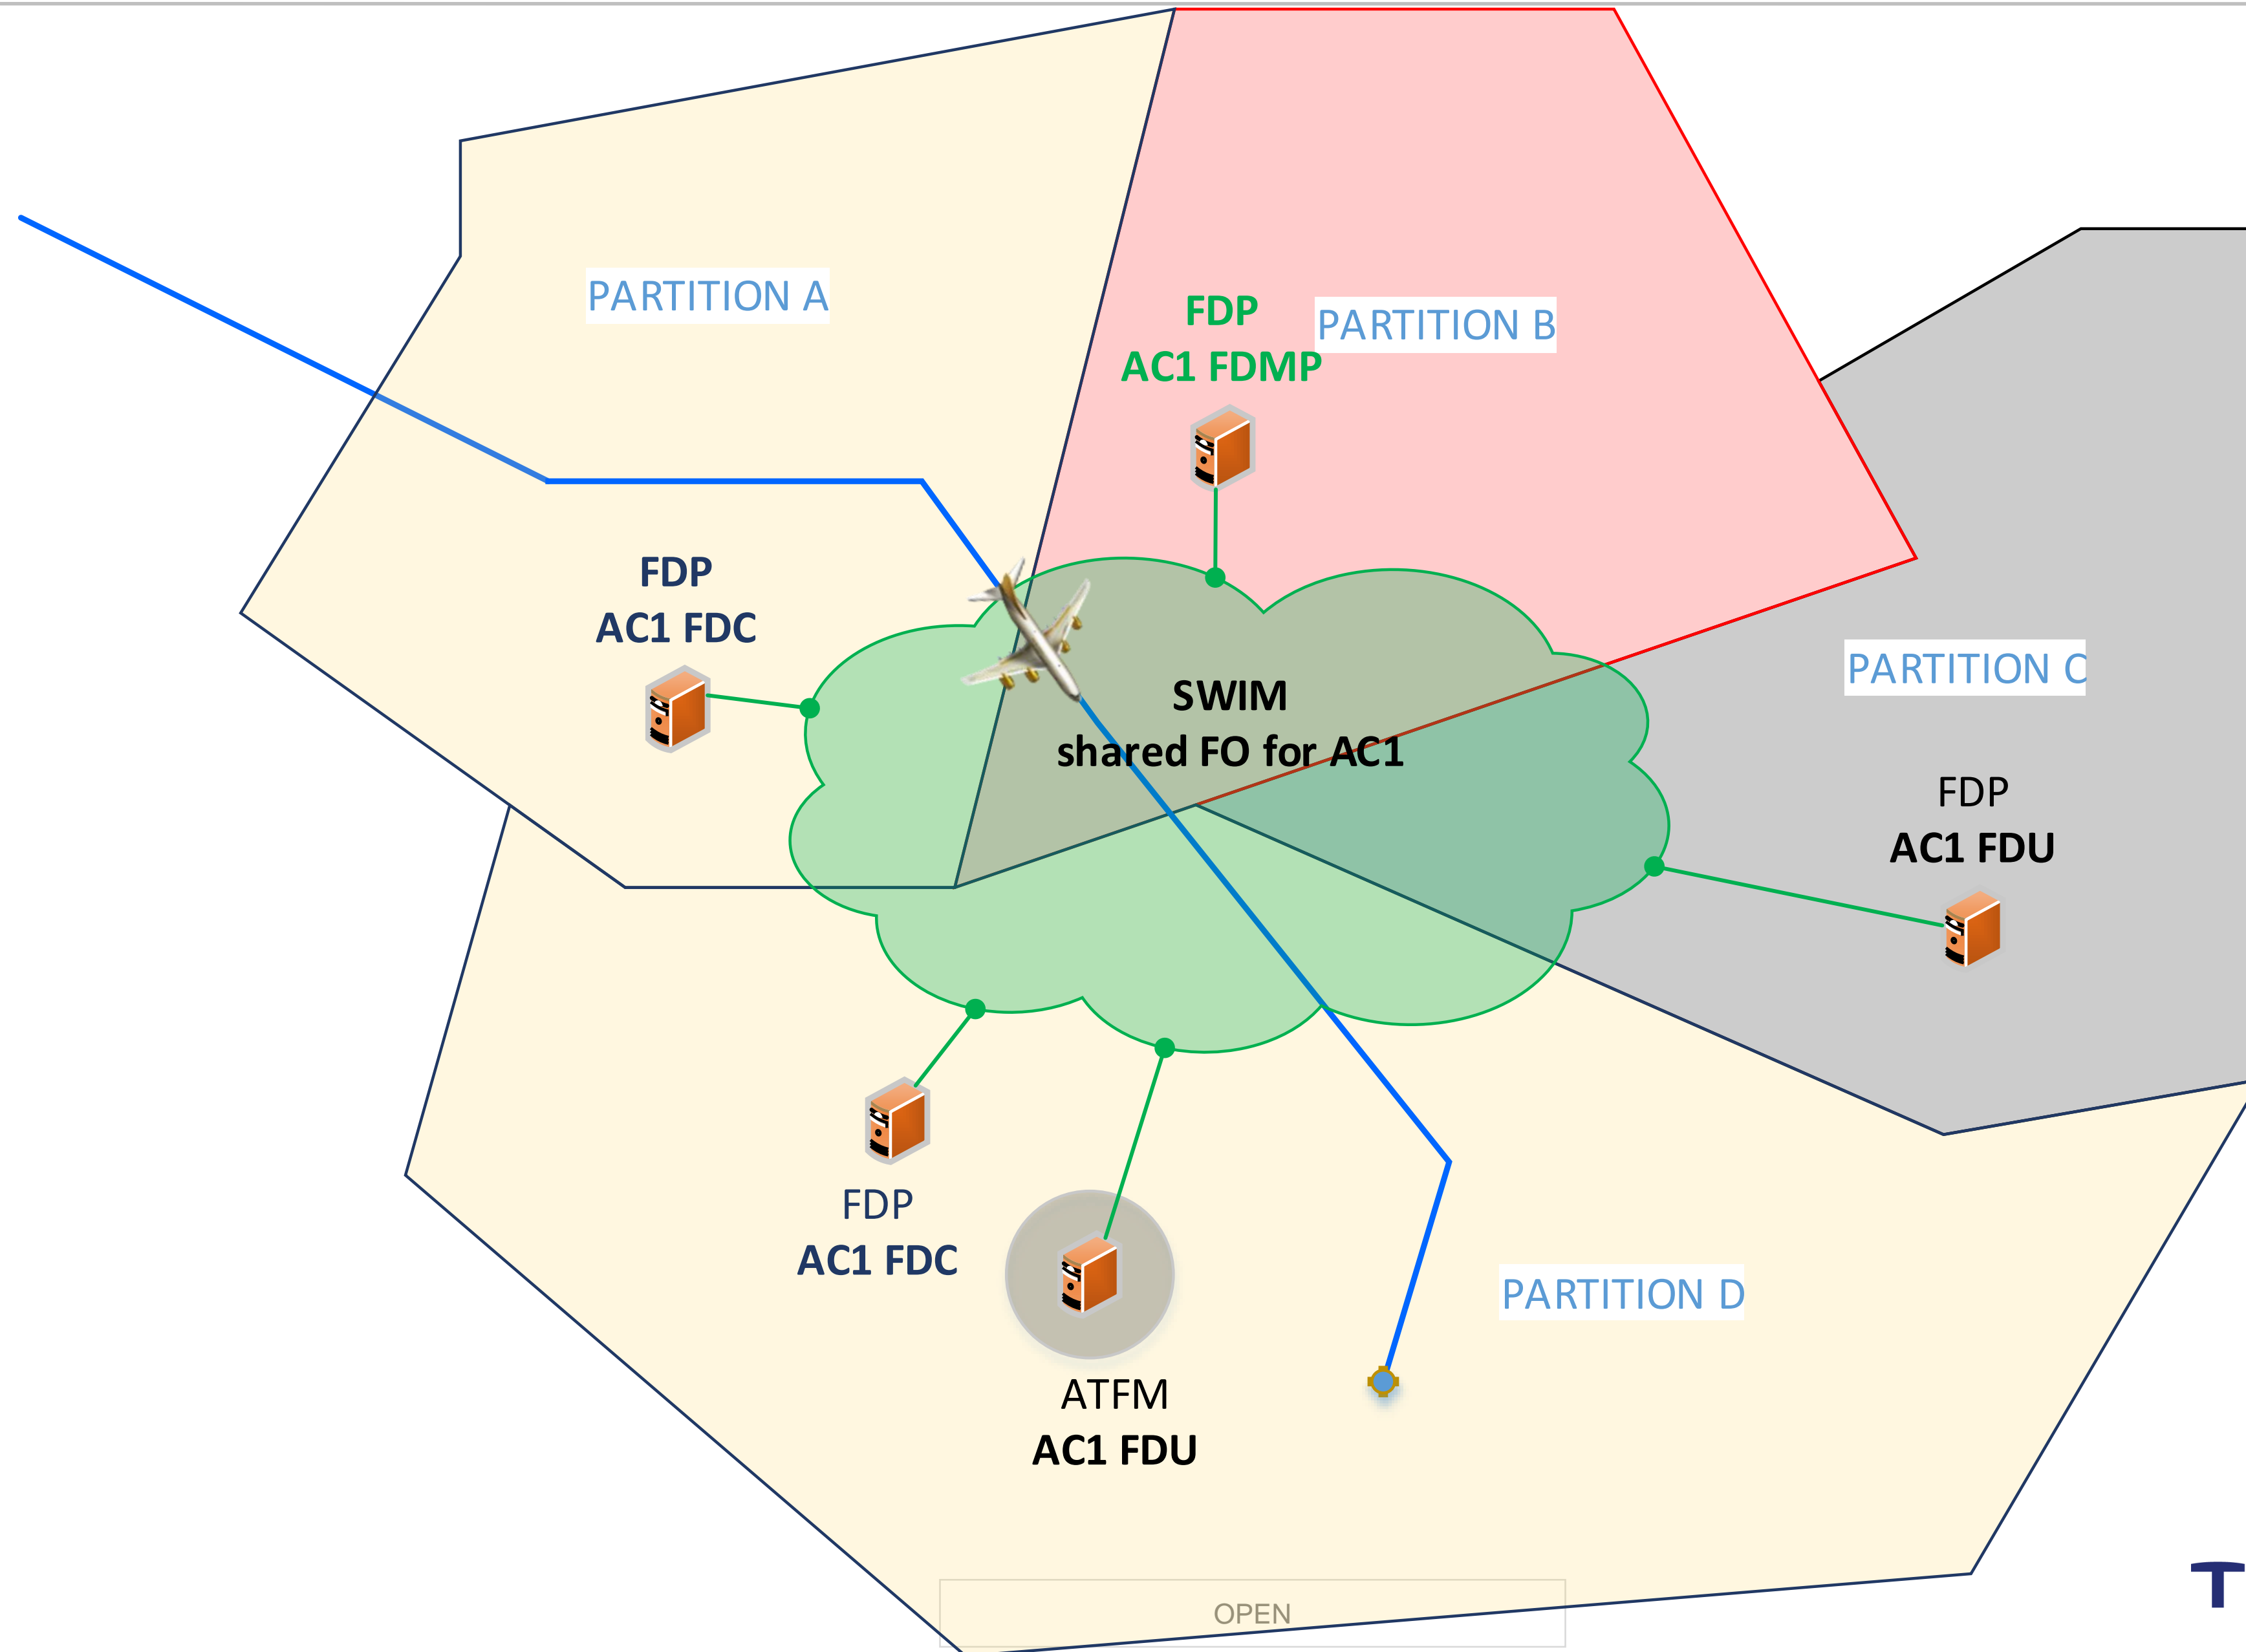 PARTITION A
FDP
AC1 FDMP
PARTITION B
FDP
AC1 FDC
SWIM
shared FO for AC1
PARTITION C
FDP
AC1 FDU
FDP
AC1 FDC
PARTITION D
ATFM
AC1 FDU
OPEN
T